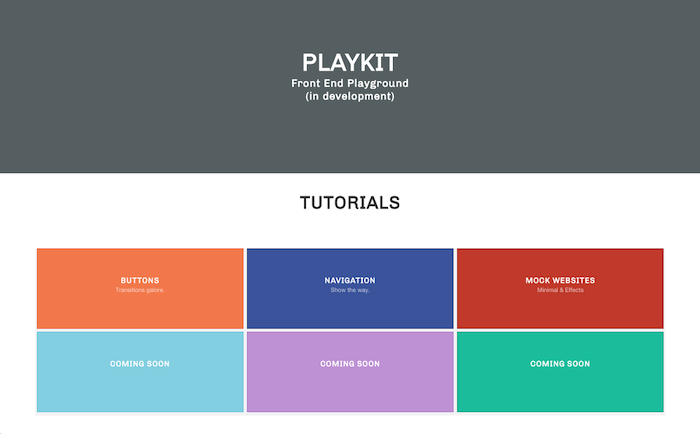 PLAYKIT
Front End Playground
(in development)
TUTORIALS
BUTTONS
Transitions galore.
NAVIGATION
Show the way.
MOCK WEBSITES
Minimal & Effects
COMING SOON
COMING SOON
COMING SOON